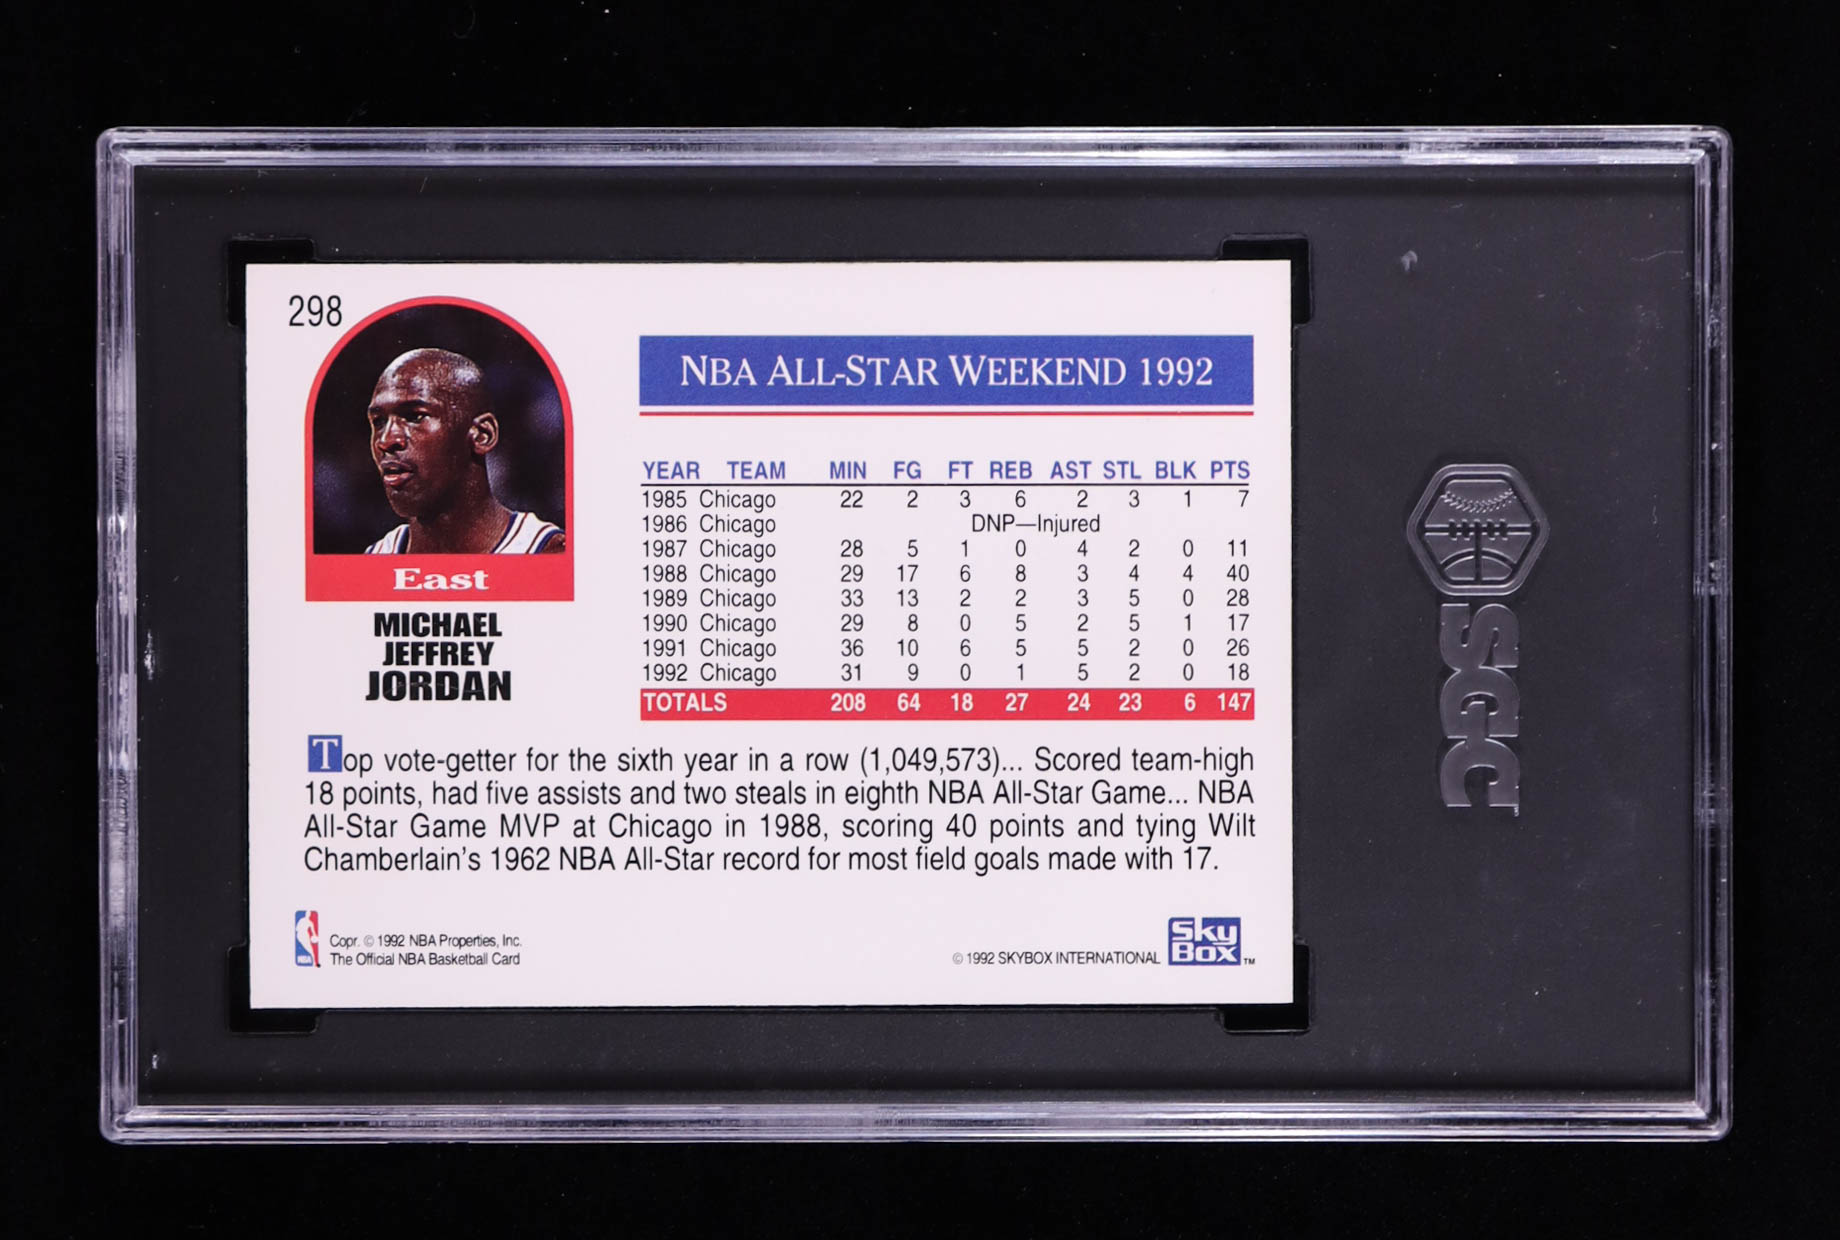 298
East
MICHAEL
JEFFREY
JORDAN
NBA ALL-STAR WEEKEND 1992
YEAR TEAM MIN FG FT REB AST STL BLK PTS
1985 Chicago 22 2 3 6 2 3 1 7
1986 Chicago DNP—Injured
1987 Chicago 28 5 1 0 4 2 0 11
1988 Chicago 29 17 6 8 3 4 4 40
1989 Chicago 33 13 2 2 3 5 0 28
1990 Chicago 29 8 0 5 2 5 1 17
1991 Chicago 36 10 6 5 5 2 0 26
1992 Chicago 31 9 0 1 5 2 0 18
TOTALS 208 64 18 27 24 23 6 147
Top vote-getter for the sixth year in a row (1,049,573)... Scored team-high
18 points, had five assists and two steals in eighth NBA All-Star Game... NBA
All-Star Game MVP at Chicago in 1988, scoring 40 points and tying Wilt
Chamberlain's 1962 NBA All-Star record for most field goals made with 17.
NBA
Copr. © 1992 NBA Properties, Inc.
The Official NBA Basketball Card
© 1992 SKYBOX INTERNATIONAL
Sky
Box™
SGC